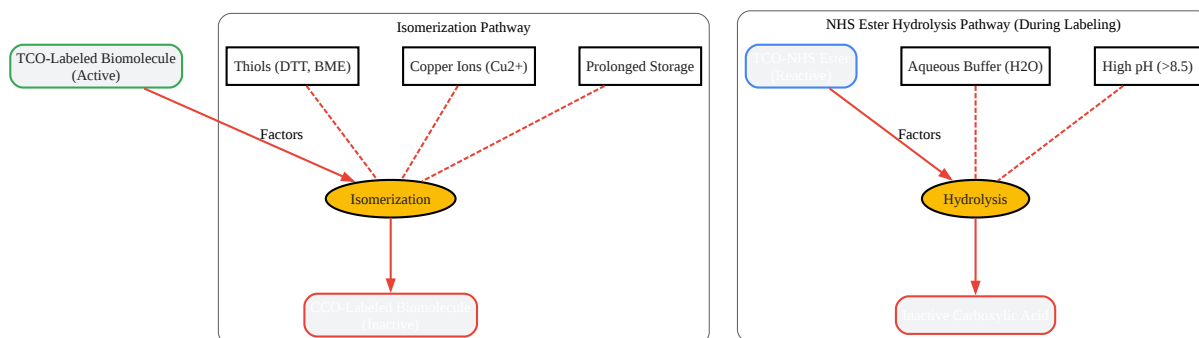 Isomerization Pathway
NHS Ester Hydrolysis Pathway (During Labeling)
TCO-Labeled Biomolecule
(Active)
Thiols (DTT, BME)
Copper Ions (Cu2+)
Prolonged Storage
TCO-NHS Ester
(Reactive)
Aqueous Buffer (H2O)
High pH (>8.5)
Factors
Factors
Isomerization
Hydrolysis
CCO-Labeled Biomolecule
(Inactive)
Inactive Carboxylic Acid